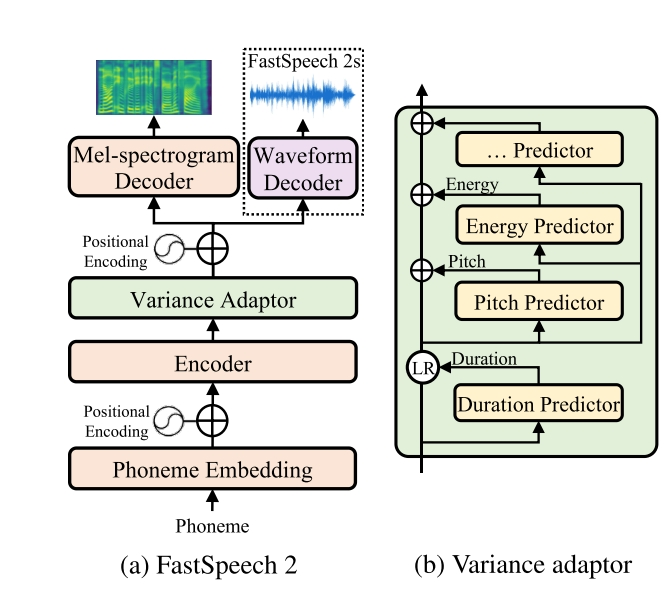 FastSpeech 2s
Mel-spectrogram
Decoder
Waveform
Decoder
Positional
Encoding
Variance Adaptor
Encoder
Positional
Encoding
Phoneme Embedding
Phoneme
(a) FastSpeech 2
… Predictor
Energy
Energy Predictor
Pitch
Pitch Predictor
LR
Duration
Duration Predictor
(b) Variance adaptor